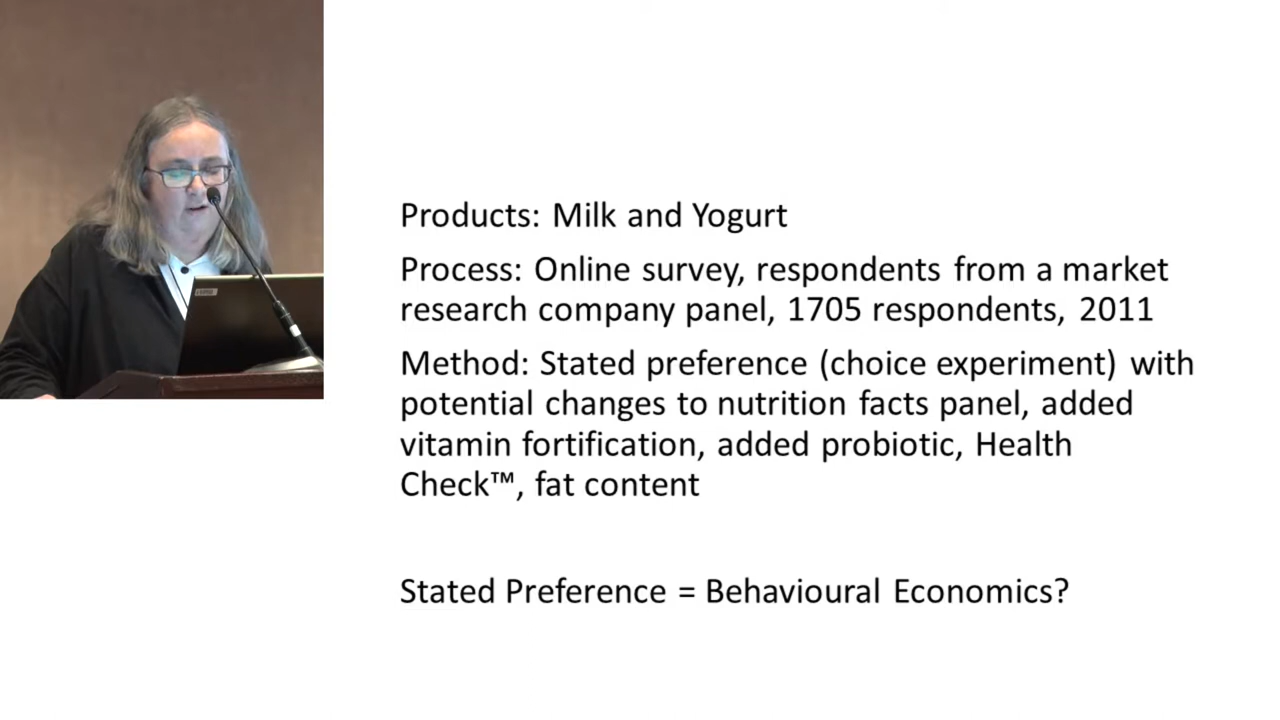 Products: Milk and Yogurt
Process: Online survey, respondents from a market
research company panel, 1705 respondents, 2011
Method: Stated preference (choice experiment) with
potential changes to nutrition facts panel, added
vitamin fortification, added probiotic, Health
Check™, fat content
Stated Preference = Behavioural Economics?